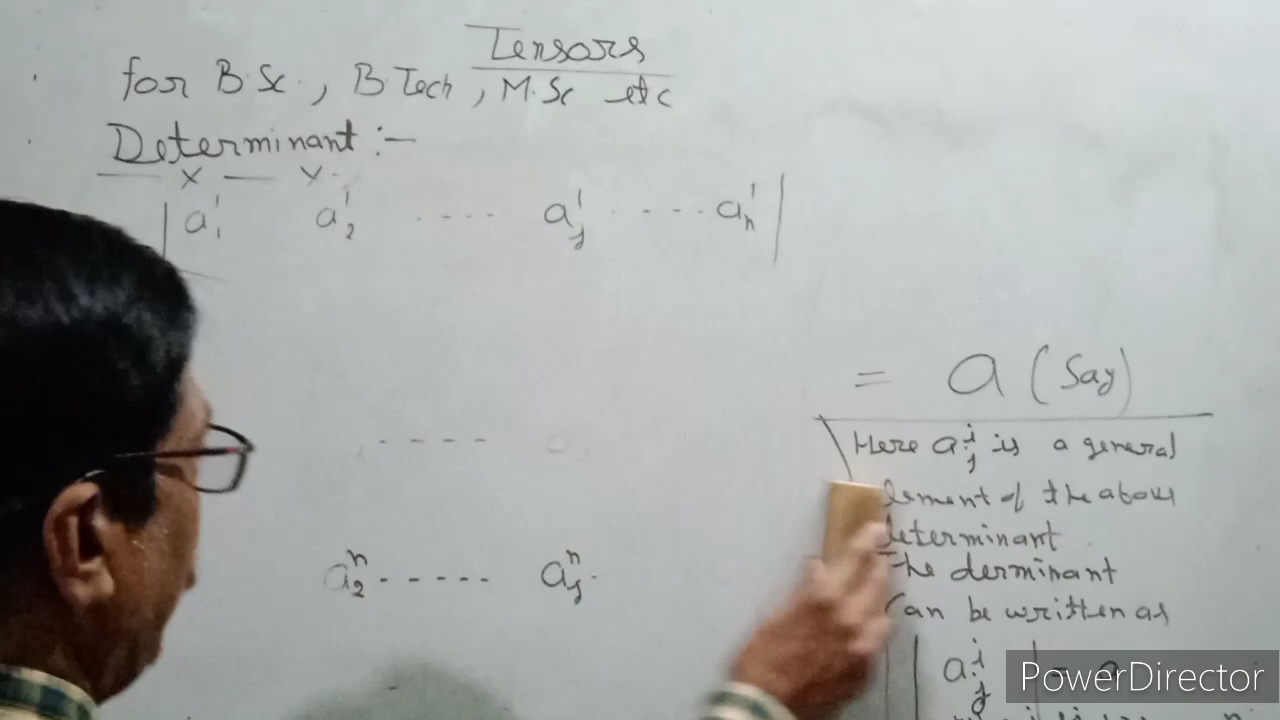 Tensors
for B.Sc., B.Tech, M.Sc etc
Determinant :-
| a¹₁ a¹₂ ---- a¹ⱼ ---- a¹ₙ |
= a (say)
Here aⁱⱼ is a general
lement of the above
determinant
The derminant
Can be written as
---- 
aⁿ₂ ----- aⁿⱼ
| aⁱⱼ | = a
PowerDirector